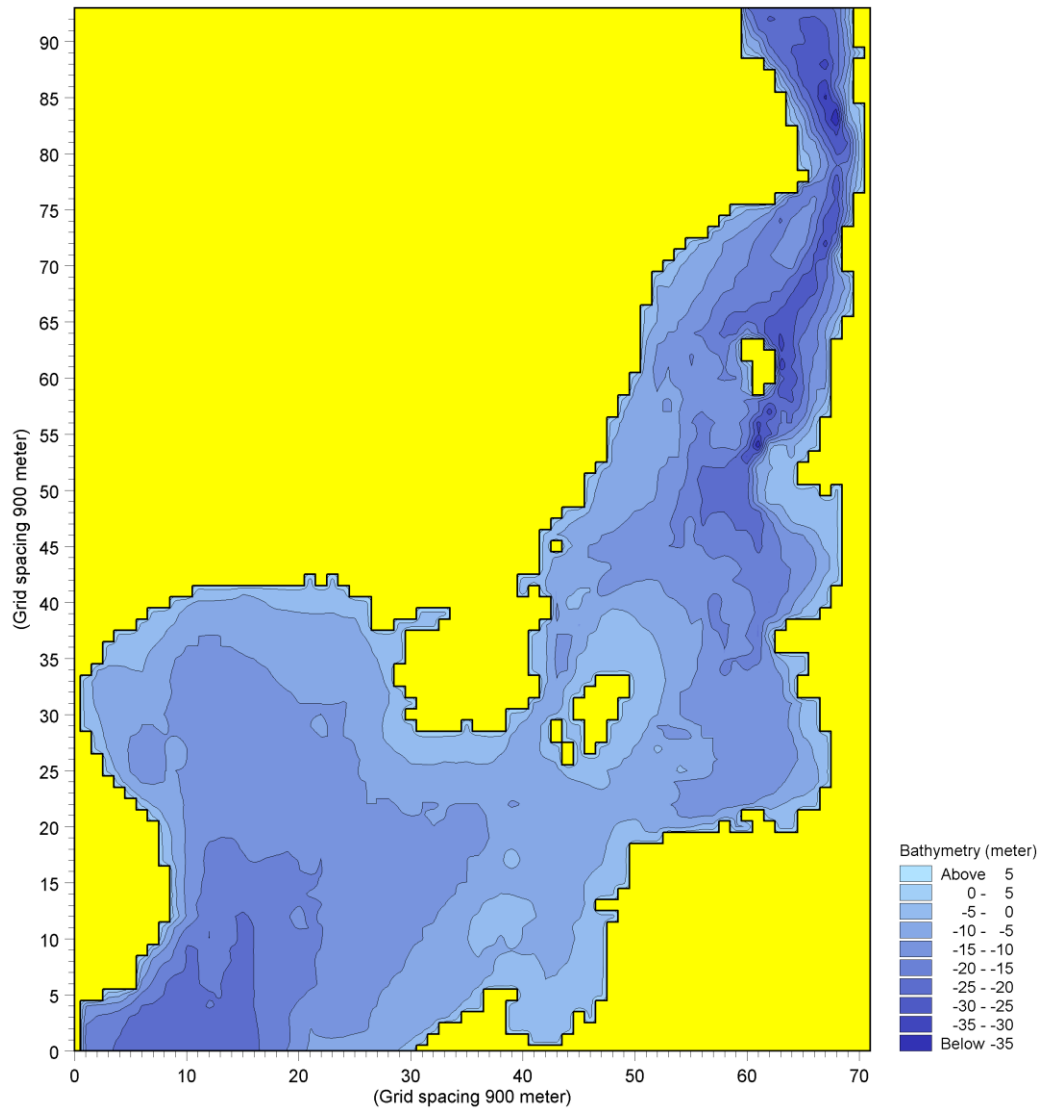 90
85
80
75
70
65
60
55
50
45
40
35
30
25
20
15
10
5
0
(Grid spacing 900 meter)
0 10 20 30 40 50 60 70
(Grid spacing 900 meter)
Bathymetry (meter)
Above 5
0 - 5
-5 - 0
-10 - -5
-15 - -10
-20 - -15
-25 - -20
-30 - -25
-35 - -30
Below -35